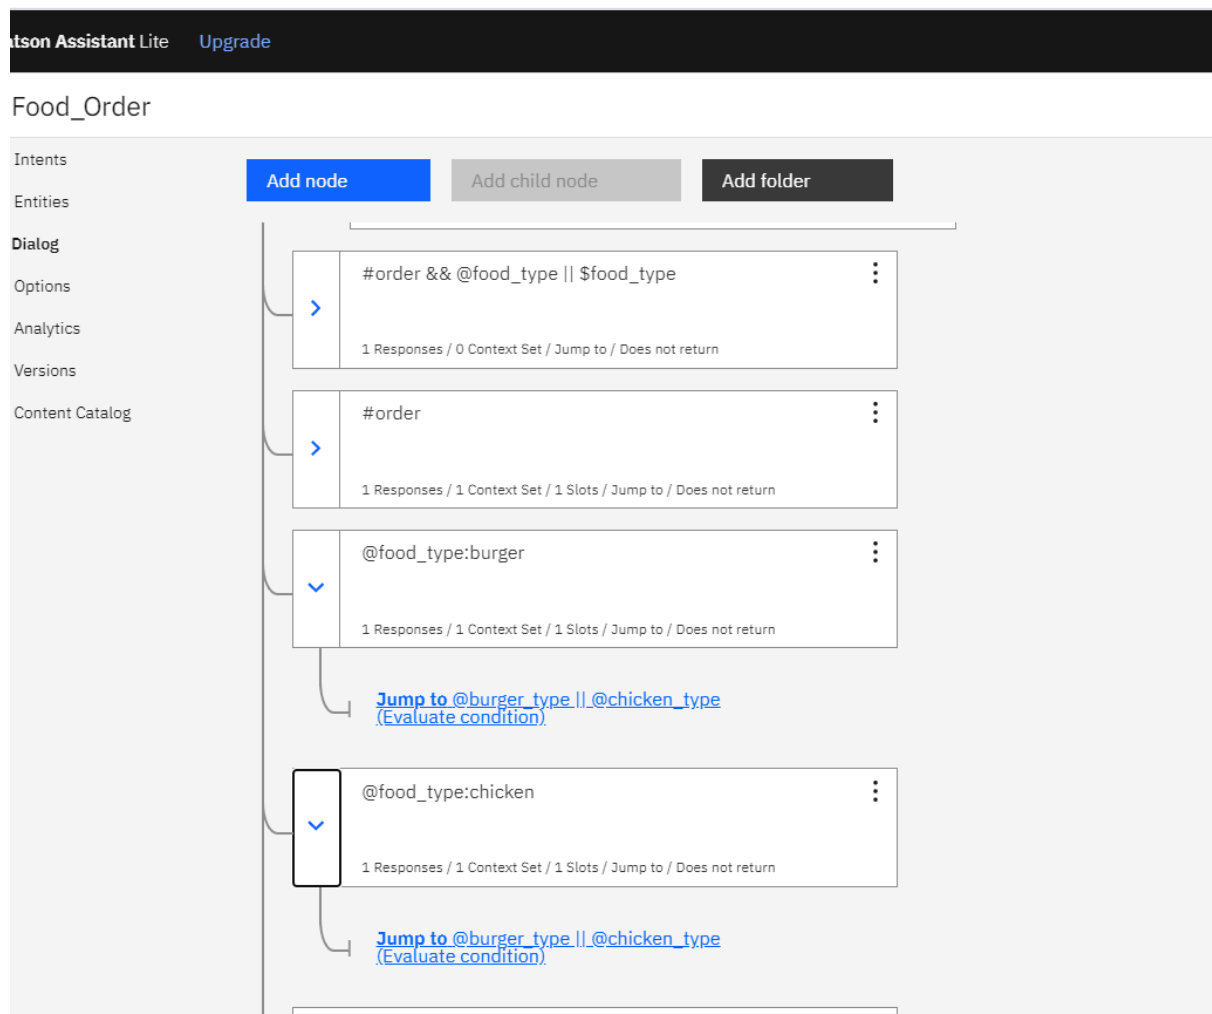 tson Assistant Lite Upgrade
Food_Order
Intents
Entities
Dialog
Options
Analytics
Versions
Content Catalog
Add node
Add child node
Add folder
#order && @food_type || $food_type
1 Responses / 0 Context Set / Jump to / Does not return
#order
1 Responses / 1 Context Set / 1 Slots / Jump to / Does not return
@food_type:burger
1 Responses / 1 Context Set / 1 Slots / Jump to / Does not return
Jump to @burger_type || @chicken_type
(Evaluate condition)
@food_type:chicken
1 Responses / 1 Context Set / 1 Slots / Jump to / Does not return
Jump to @burger_type || @chicken_type
(Evaluate condition)